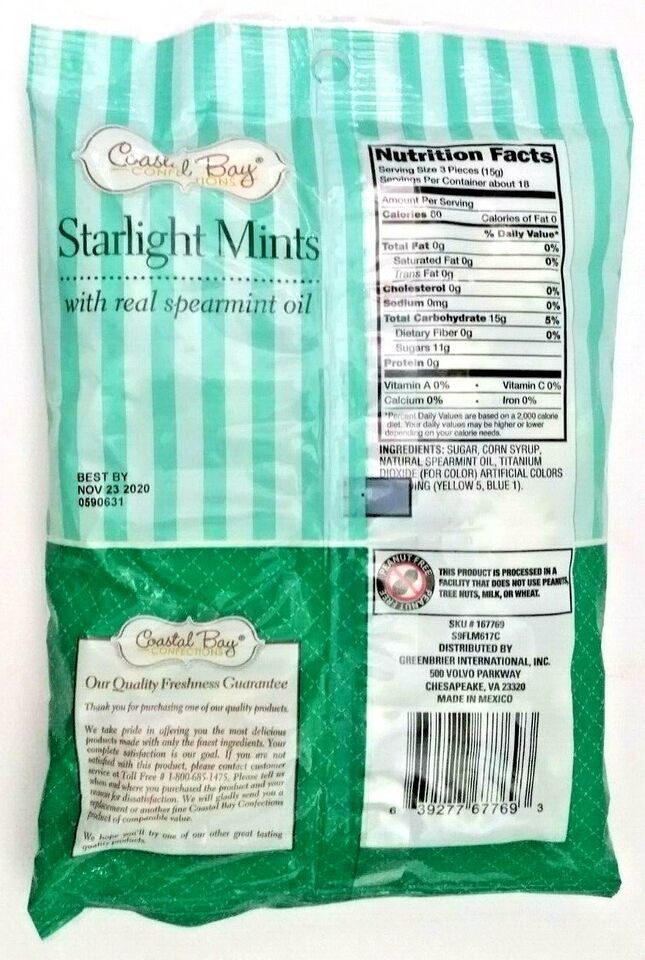 Coastal Bay®
CONFECTIONS
Starlight Mints
with real spearmint oil
BEST BY
NOV 23 2020
0590631
Coastal Bay®
CONFECTIONS
Our Quality Freshness Guarantee
Thank you for purchasing one of our quality products.
We take pride in offering you the most delicious
products made with only the finest ingredients. Your
complete satisfaction is our goal. If you are not
satisfied with this product, please contact customer
service at Toll Free # 1-800-685-1475. Please tell us
when and where you purchased the product and your
reason for dissatisfaction. We will gladly send you a
replacement or another fine Coastal Bay Confections
product of comparable value.
We hope you'll try one of our other great tasting
quality products.
Nutrition Facts
Serving Size 3 Pieces (15g)
Servings Per Container about 18
Amount Per Serving
Calories 60 Calories of Fat 0
% Daily Value*
Total Fat 0g 0%
Saturated Fat 0g 0%
Trans Fat 0g
Cholesterol 0g 0%
Sodium 0mg 0%
Total Carbohydrate 15g 5%
Dietary Fiber 0g 0%
Sugars 11g
Protein 0g
Vitamin A 0% • Vitamin C 0%
Calcium 0% • Iron 0%
*Percent Daily Values are based on a 2,000 calorie
diet. Your daily values may be higher or lower
depending on your calorie needs.
INGREDIENTS: SUGAR, CORN SYRUP,
NATURAL SPEARMINT OIL, TITANIUM
DIOXIDE (FOR COLOR) ARTIFICIAL COLORS
ING (YELLOW 5, BLUE 1).
PEANUT FREE
PEANUT FREE
THIS PRODUCT IS PROCESSED IN A
FACILITY THAT DOES NOT USE PEANUTS,
TREE NUTS, MILK, OR WHEAT.
SKU # 167769
S9FLM617C
DISTRIBUTED BY
GREENBRIER INTERNATIONAL, INC.
500 VOLVO PARKWAY
CHESAPEAKE, VA 23320
MADE IN MEXICO
6 39277 67769 3